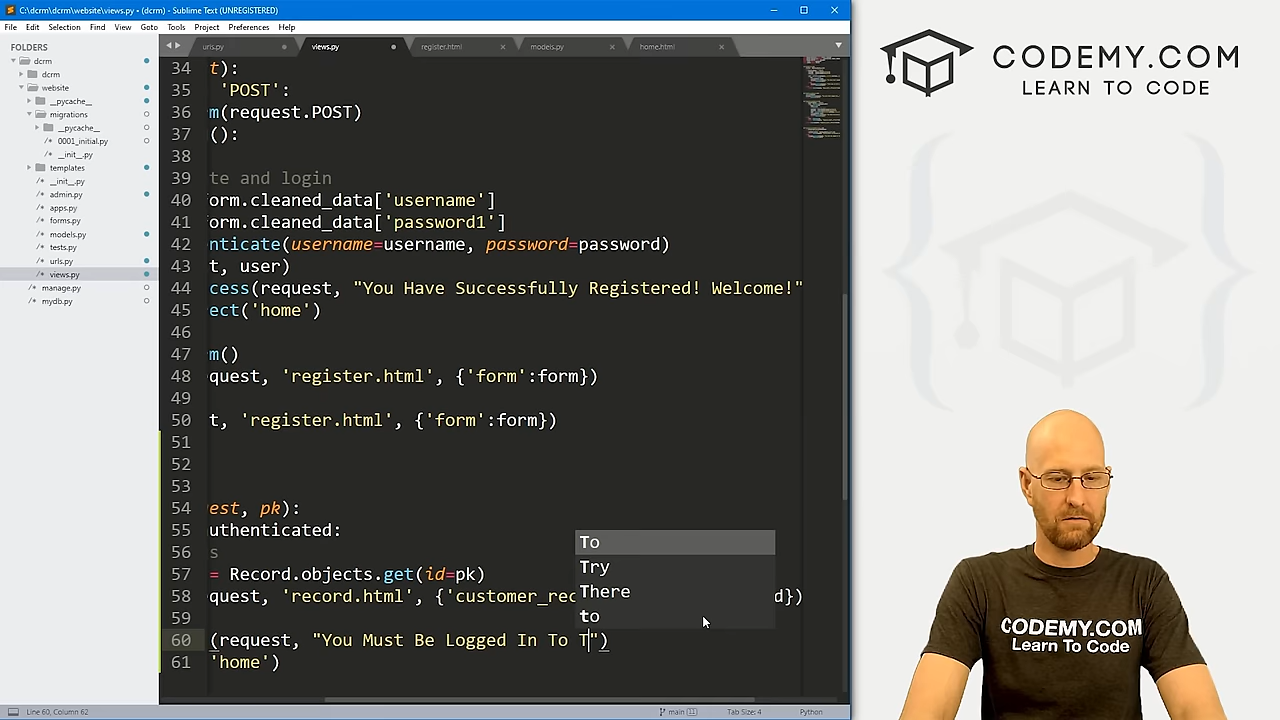 C:\dcrm\dcrm\website\views.py • (dcrm) - Sublime Text (UNREGISTERED)
File Edit Selection Find View Goto Tools Project Preferences Help
FOLDERS
dcrm
dcrm
website
__pycache__
migrations
__pycache__
0001_initial.py
__init__.py
templates
__init__.py
admin.py
apps.py
forms.py
models.py
tests.py
urls.py
views.py
manage.py
mydb.py
urls.py views.py register.html models.py home.html
34 t):
35 'POST':
36 m(request.POST)
37 ():
38
39 te and login
40 orm.cleaned_data['username']
41 orm.cleaned_data['password1']
42 nticate(username=username, password=password)
43 t, user)
44 cess(request, "You Have Successfully Registered! Welcome!"
45 ect('home')
46
47 m()
48 quest, 'register.html', {'form':form})
49
50 t, 'register.html', {'form':form})
51
52
53
54 est, pk):
55 uthenticated:
56 s
57 = Record.objects.get(id=pk)
58 quest, 'record.html', {'customer_rec d})
59
60 (request, "You Must Be Logged In To T")
61 'home')
To
Try
There
to
Line 60, Column 62 main 11 Tab Size: 4 Python
CODEMY.COM
LEARN TO CODE
CODEMY.COM
Learn To Code